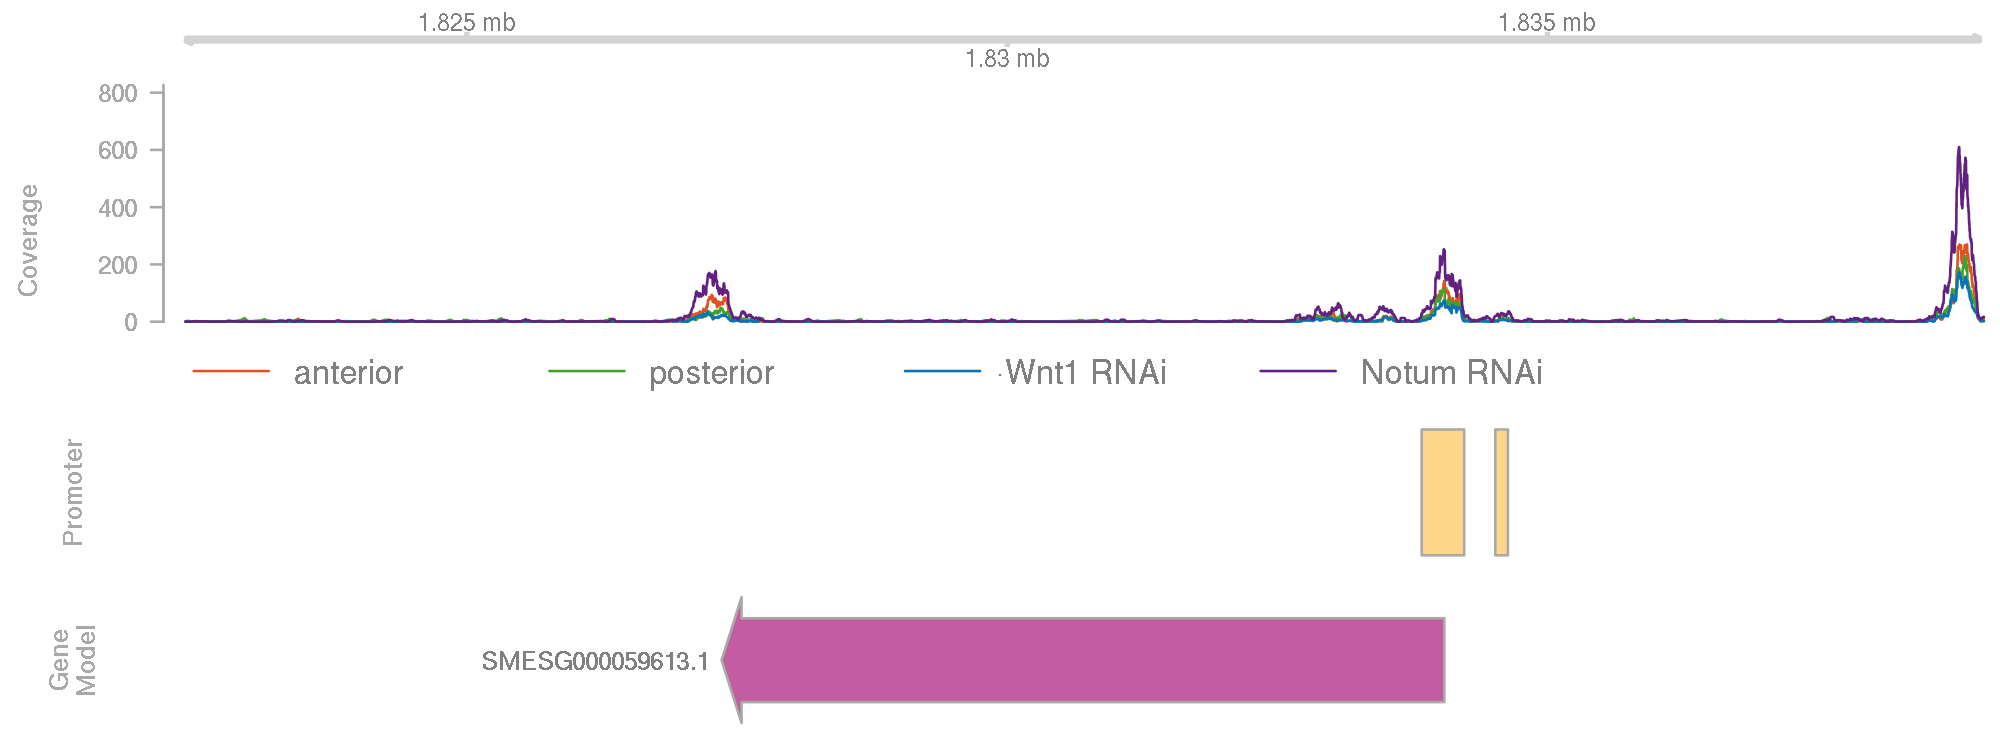 1.825 mb
1.835 mb
1.83 mb
800
600
400
200
0
Coverage
anterior posterior Wnt1 RNAi Notum RNAi
Promoter
SMESG000059613.1
Gene
Model